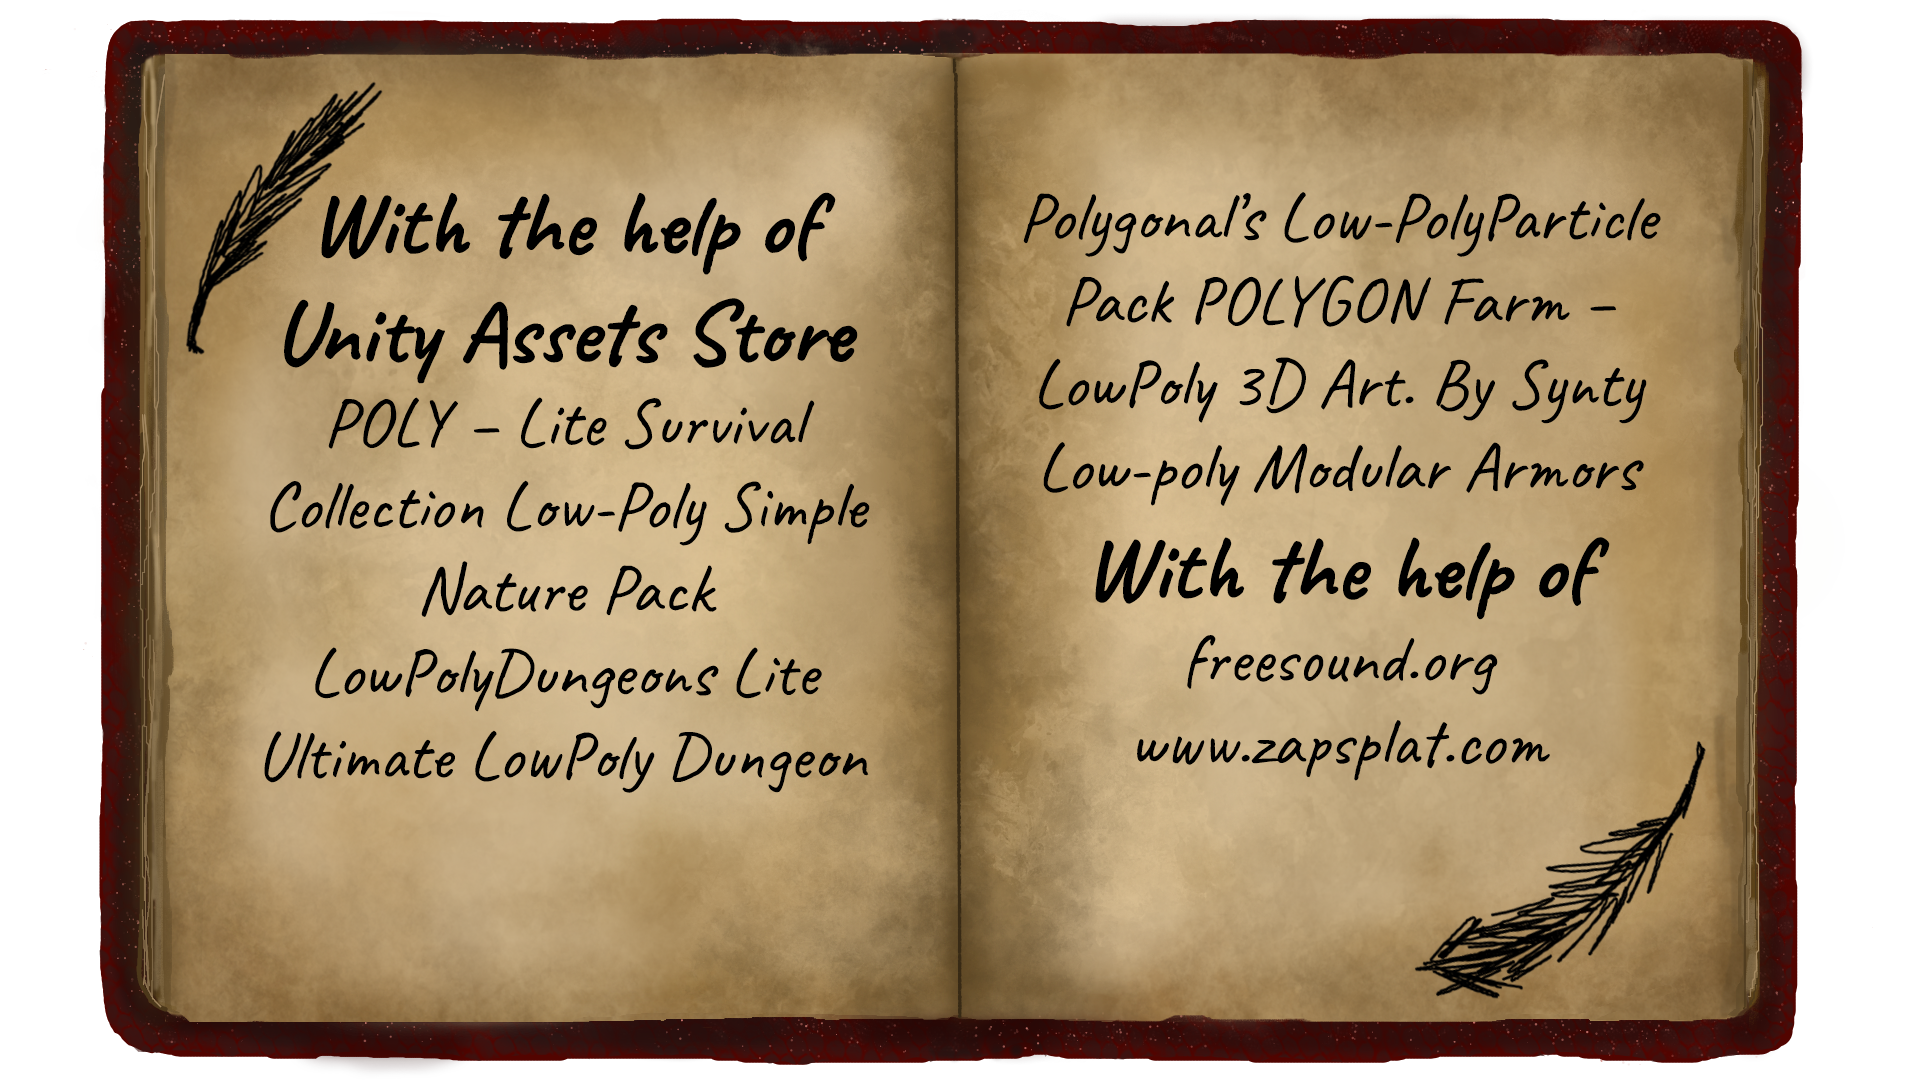 With the help of
Unity Assets Store
POLY – Lite Survival
Collection Low-Poly Simple
Nature Pack
LowPolyDungeons Lite
Ultimate LowPoly Dungeon
Polygonal’s Low-PolyParticle
Pack POLYGON Farm –
LowPoly 3D Art. By Synty
Low-poly Modular Armors
With the help of
freesound.org
www.zapsplat.com